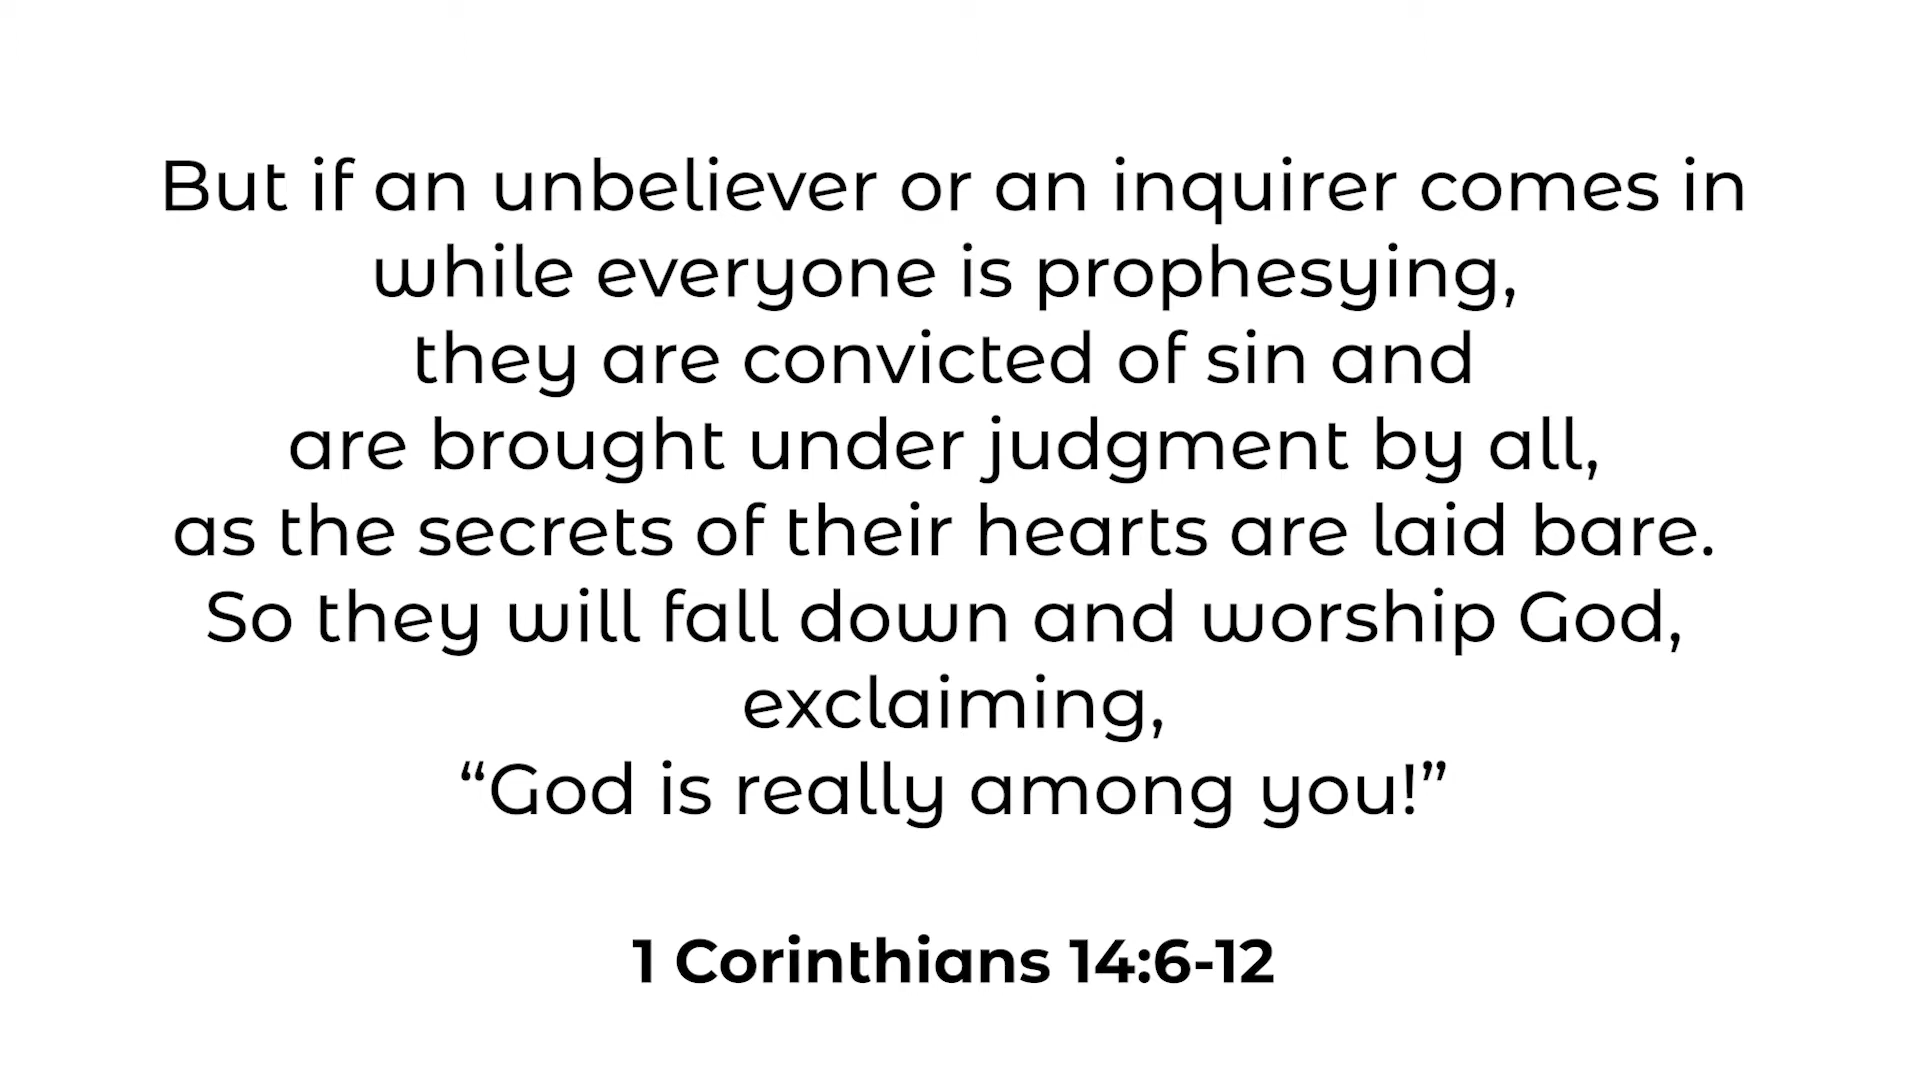 But if an unbeliever or an inquirer comes in
while everyone is prophesying,
they are convicted of sin and
are brought under judgment by all,
as the secrets of their hearts are laid bare.
So they will fall down and worship God,
exclaiming,
“God is really among you!”
1 Corinthians 14:6-12